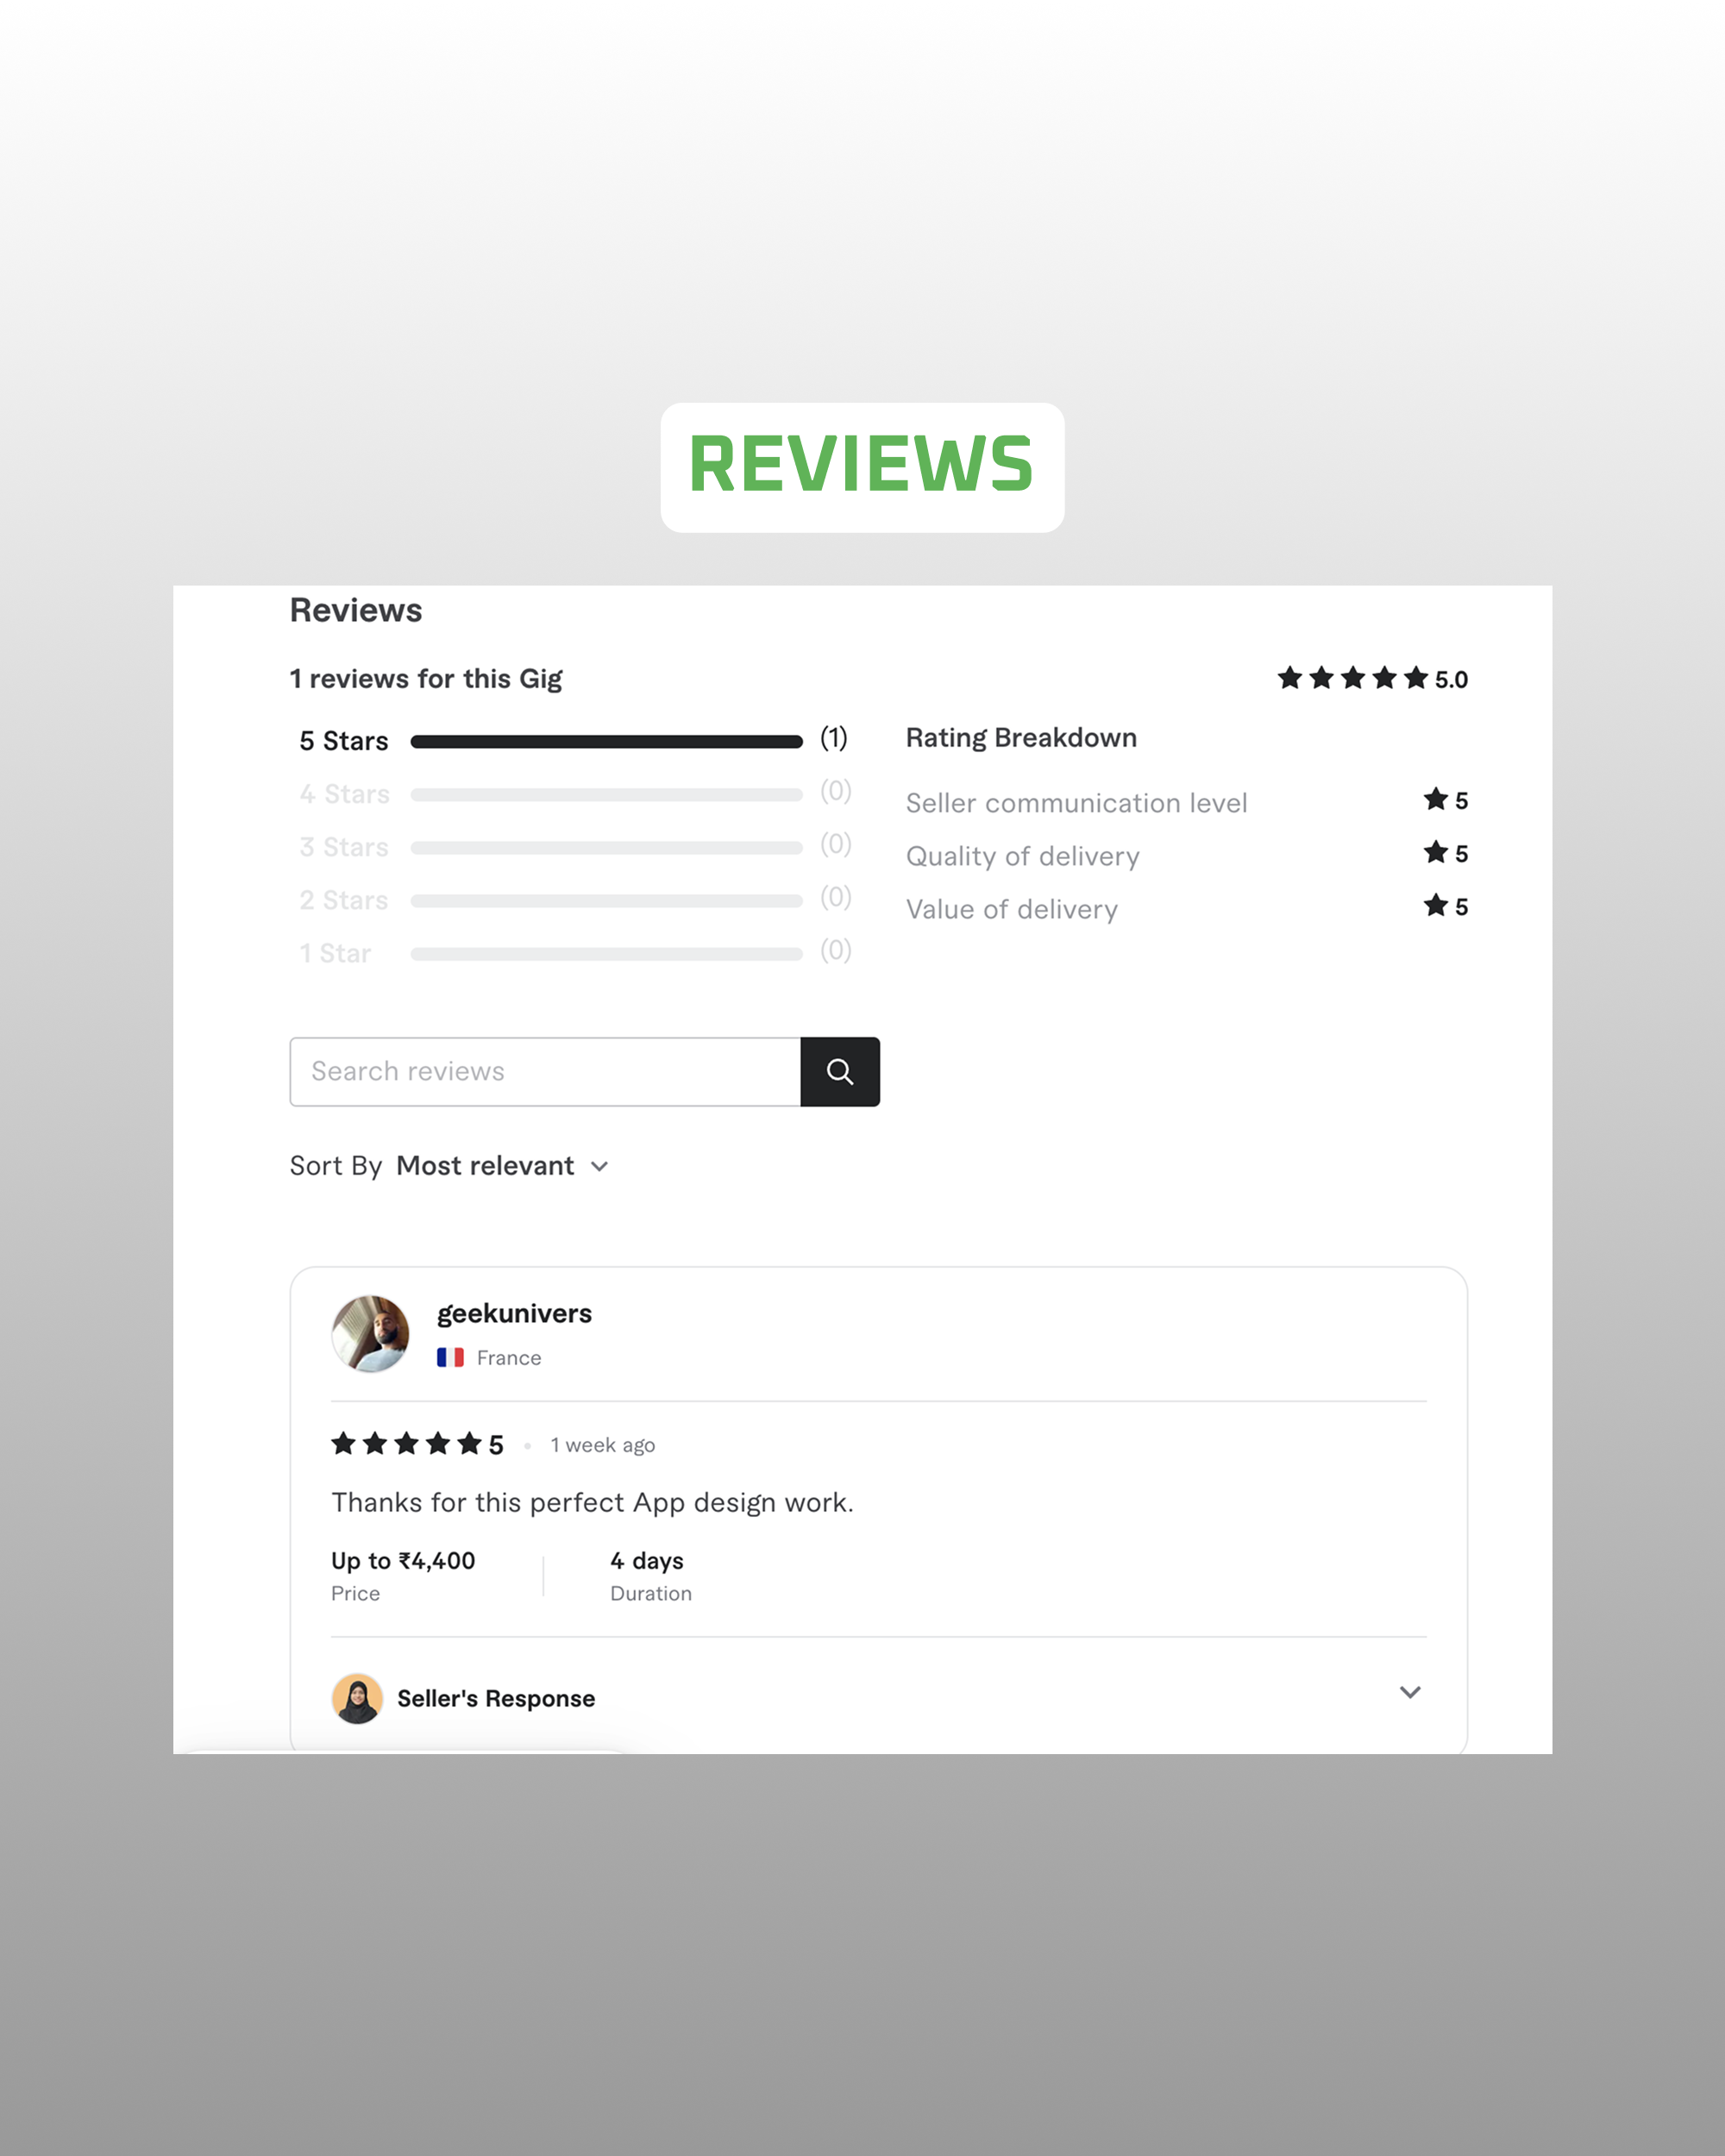 REVIEWS
Reviews
1 reviews for this Gig
5.0
5 Stars (1)
4 Stars (0)
3 Stars (0)
2 Stars (0)
1 Star (0)
Rating Breakdown
Seller communication level 5
Quality of delivery 5
Value of delivery 5
Search reviews
Sort By Most relevant
geekunivers
France
5 • 1 week ago
Thanks for this perfect App design work.
Up to ₹4,400
Price
4 days
Duration
Seller's Response